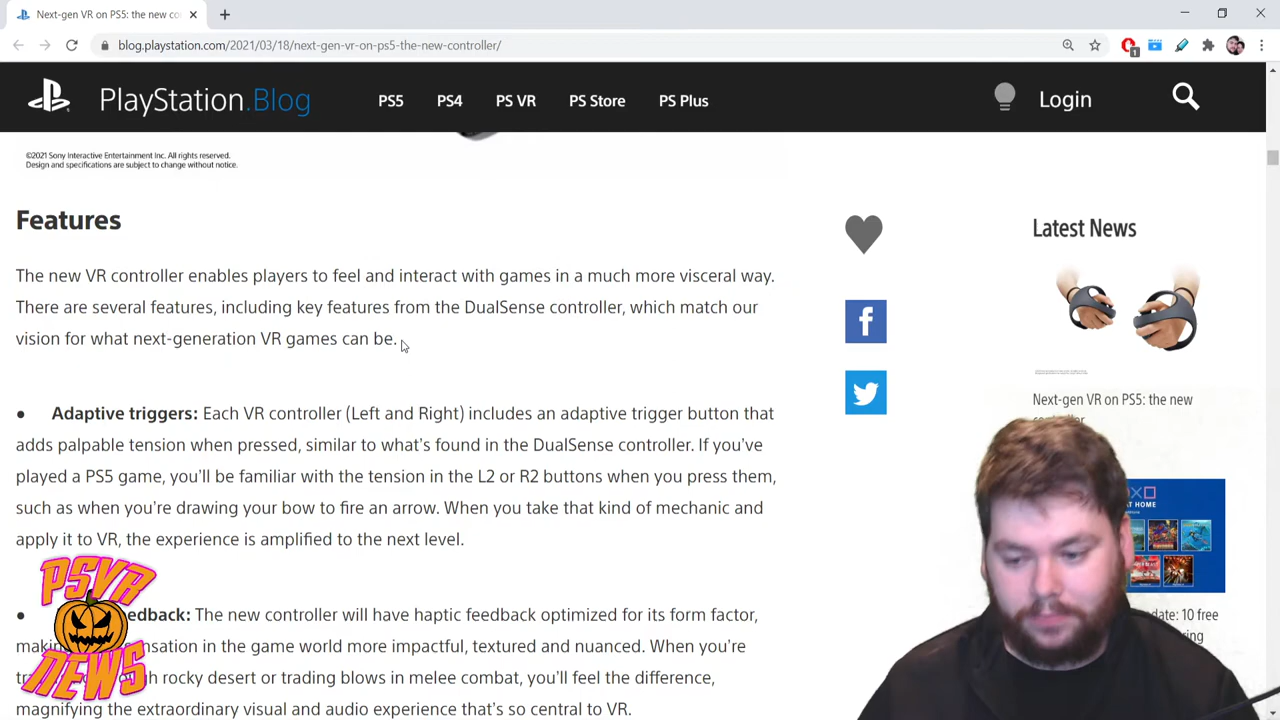 Next-gen VR on PS5: the new co
blog.playstation.com/2021/03/18/next-gen-vr-on-ps5-the-new-controller/
1
PlayStation.Blog
PS5
PS4
PS VR
PS Store
PS Plus
Login
©2021 Sony Interactive Entertainment Inc. All rights reserved.
Design and specifications are subject to change without notice.
Features
The new VR controller enables players to feel and interact with games in a much more visceral way.
There are several features, including key features from the DualSense controller, which match our
vision for what next-generation VR games can be.
● Adaptive triggers: Each VR controller (Left and Right) includes an adaptive trigger button that
adds palpable tension when pressed, similar to what's found in the DualSense controller. If you've
played a PS5 game, you'll be familiar with the tension in the L2 or R2 buttons when you press them,
such as when you're drawing your bow to fire an arrow. When you take that kind of mechanic and
apply it to VR, the experience is amplified to the next level.
● edback: The new controller will have haptic feedback optimized for its form factor,
nsation in the game world more impactful, textured and nuanced. When you're
h rocky desert or trading blows in melee combat, you'll feel the difference,
magnifying the extraordinary visual and audio experience that's so central to VR.
PSVR
NEWS
Latest News
Next-gen VR on PS5: the new
AT HOME
date: 10 free